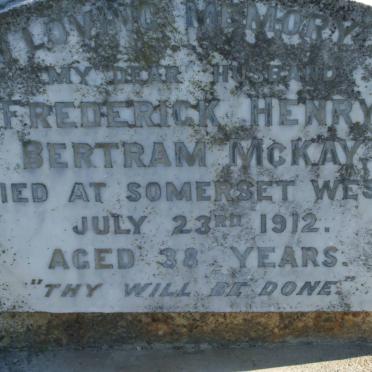 LOVING MEMORY
MY DEAR HUSBAND
FREDERICK HENRY
BERTRAM McKAY,
DIED AT SOMERSET WES
JULY 23RD 1912.
AGED 38 YEARS.
"THY WILL BE DONE"